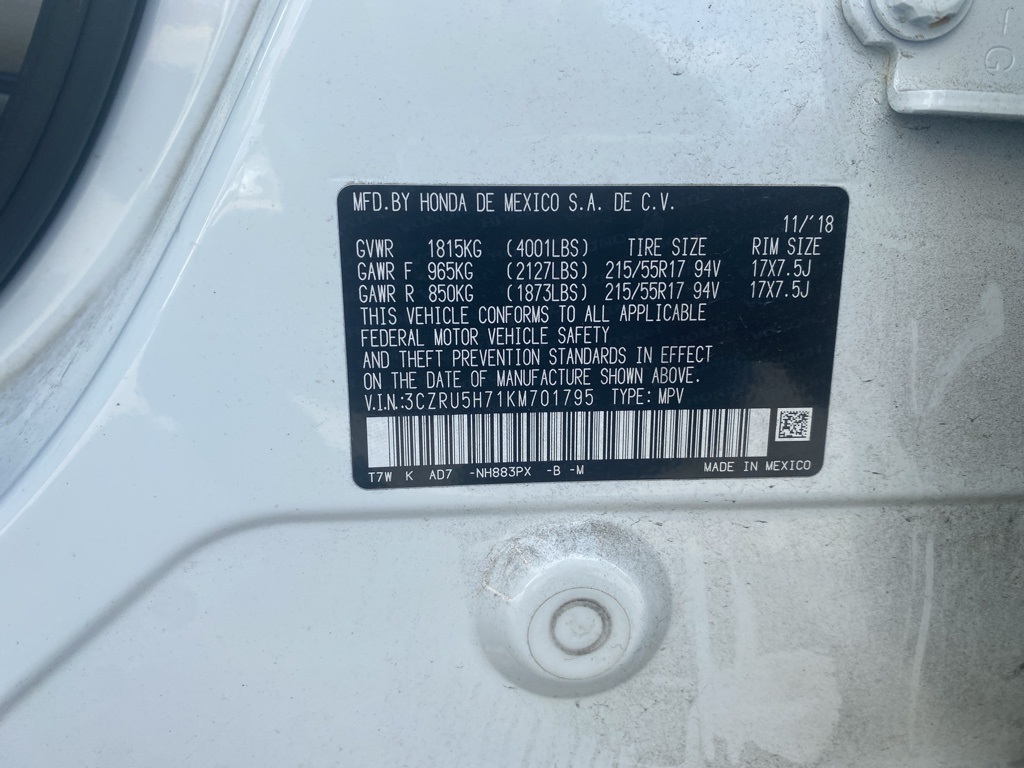 MFD.BY HONDA DE MEXICO S.A. DE C.V.
11/'18
GVWR 1815KG (4001LBS) TIRE SIZE RIM SIZE
GAWR F 965KG (2127LBS) 215/55R17 94V 17X7.5J
GAWR R 850KG (1873LBS) 215/55R17 94V 17X7.5J
THIS VEHICLE CONFORMS TO ALL APPLICABLE
FEDERAL MOTOR VEHICLE SAFETY
AND THEFT PREVENTION STANDARDS IN EFFECT
ON THE DATE OF MANUFACTURE SHOWN ABOVE.
V.I.N.:3CZRU5H71KM701795 TYPE: MPV
T7W K AD7 -NH883PX -B -M MADE IN MEXICO